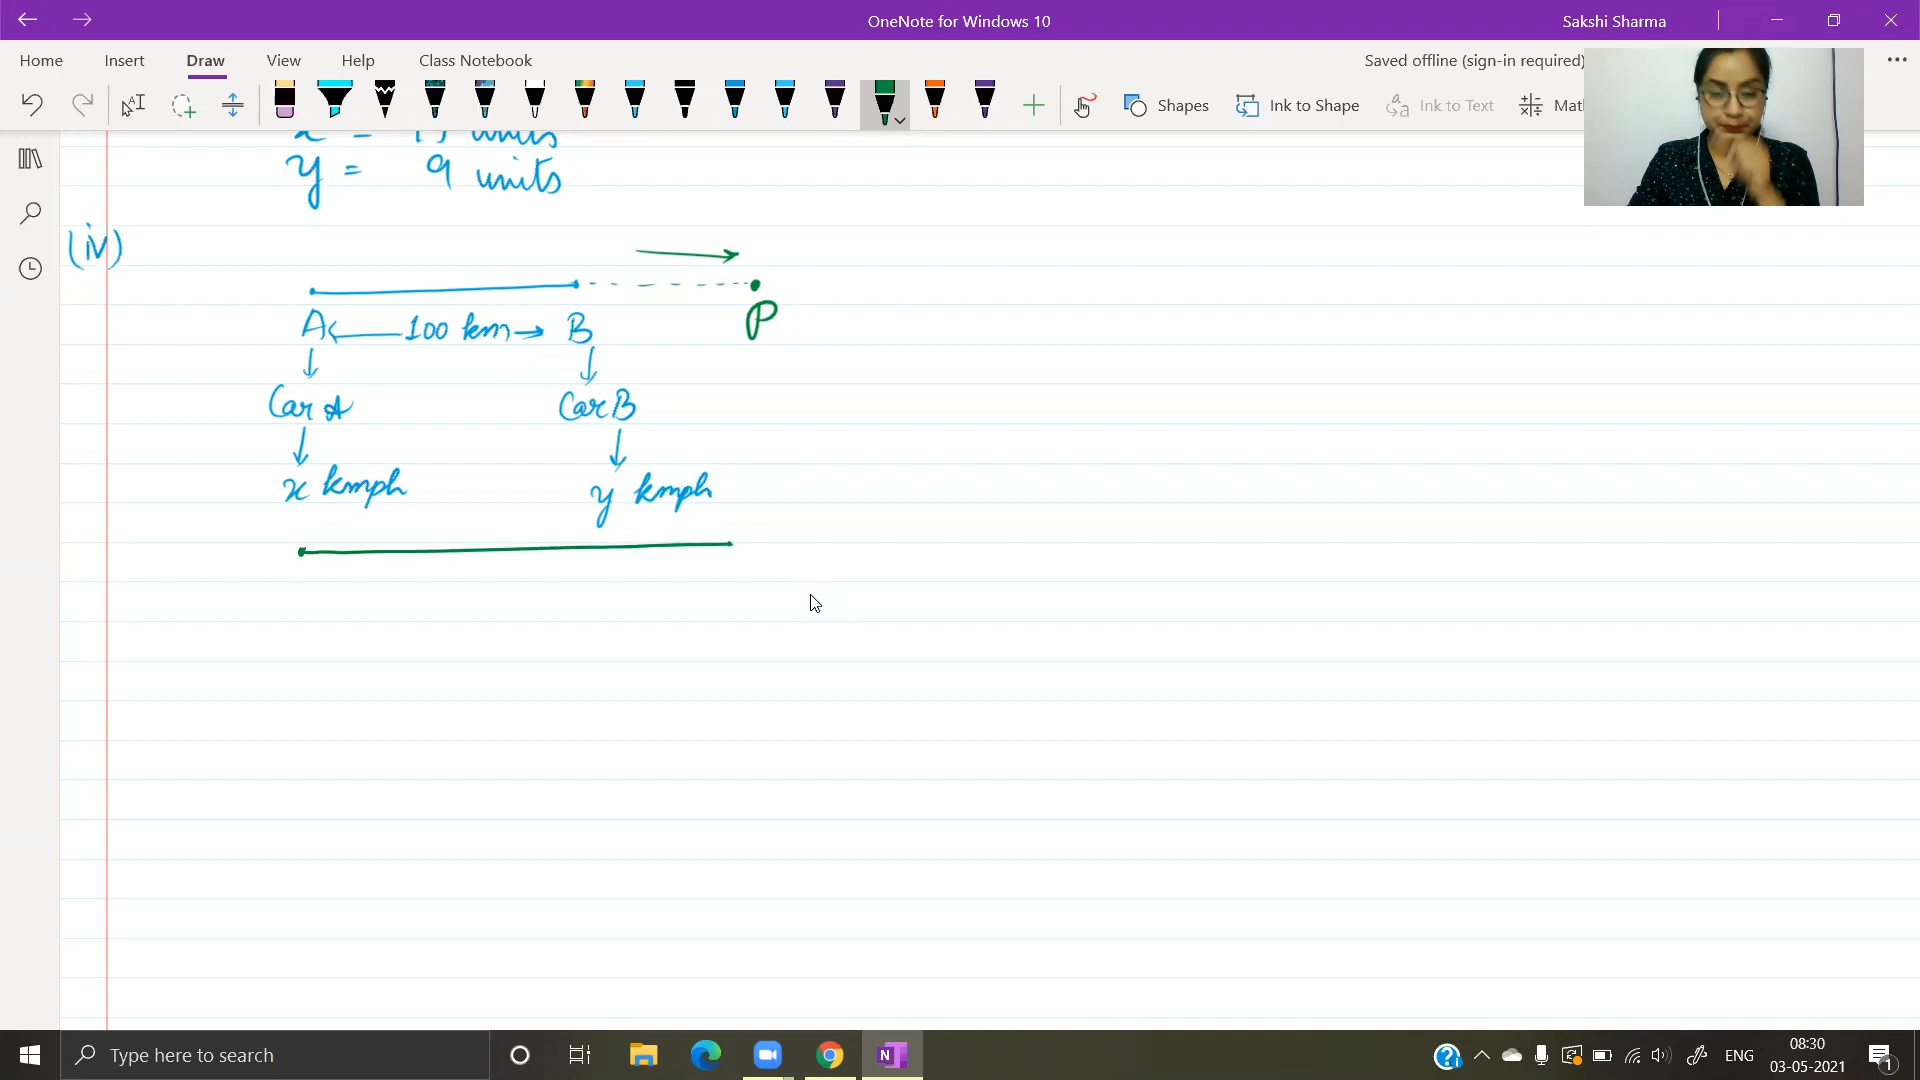 OneNote for Windows 10
Sakshi Sharma
Home Insert Draw View Help Class Notebook
Saved offline (sign-in required)
Shapes Ink to Shape Ink to Text
y = 9 units
(iv)
A 100 km B
P
Car A Car B
x kmph y kmph
Type here to search
ENG
08:30
03-05-2021
1